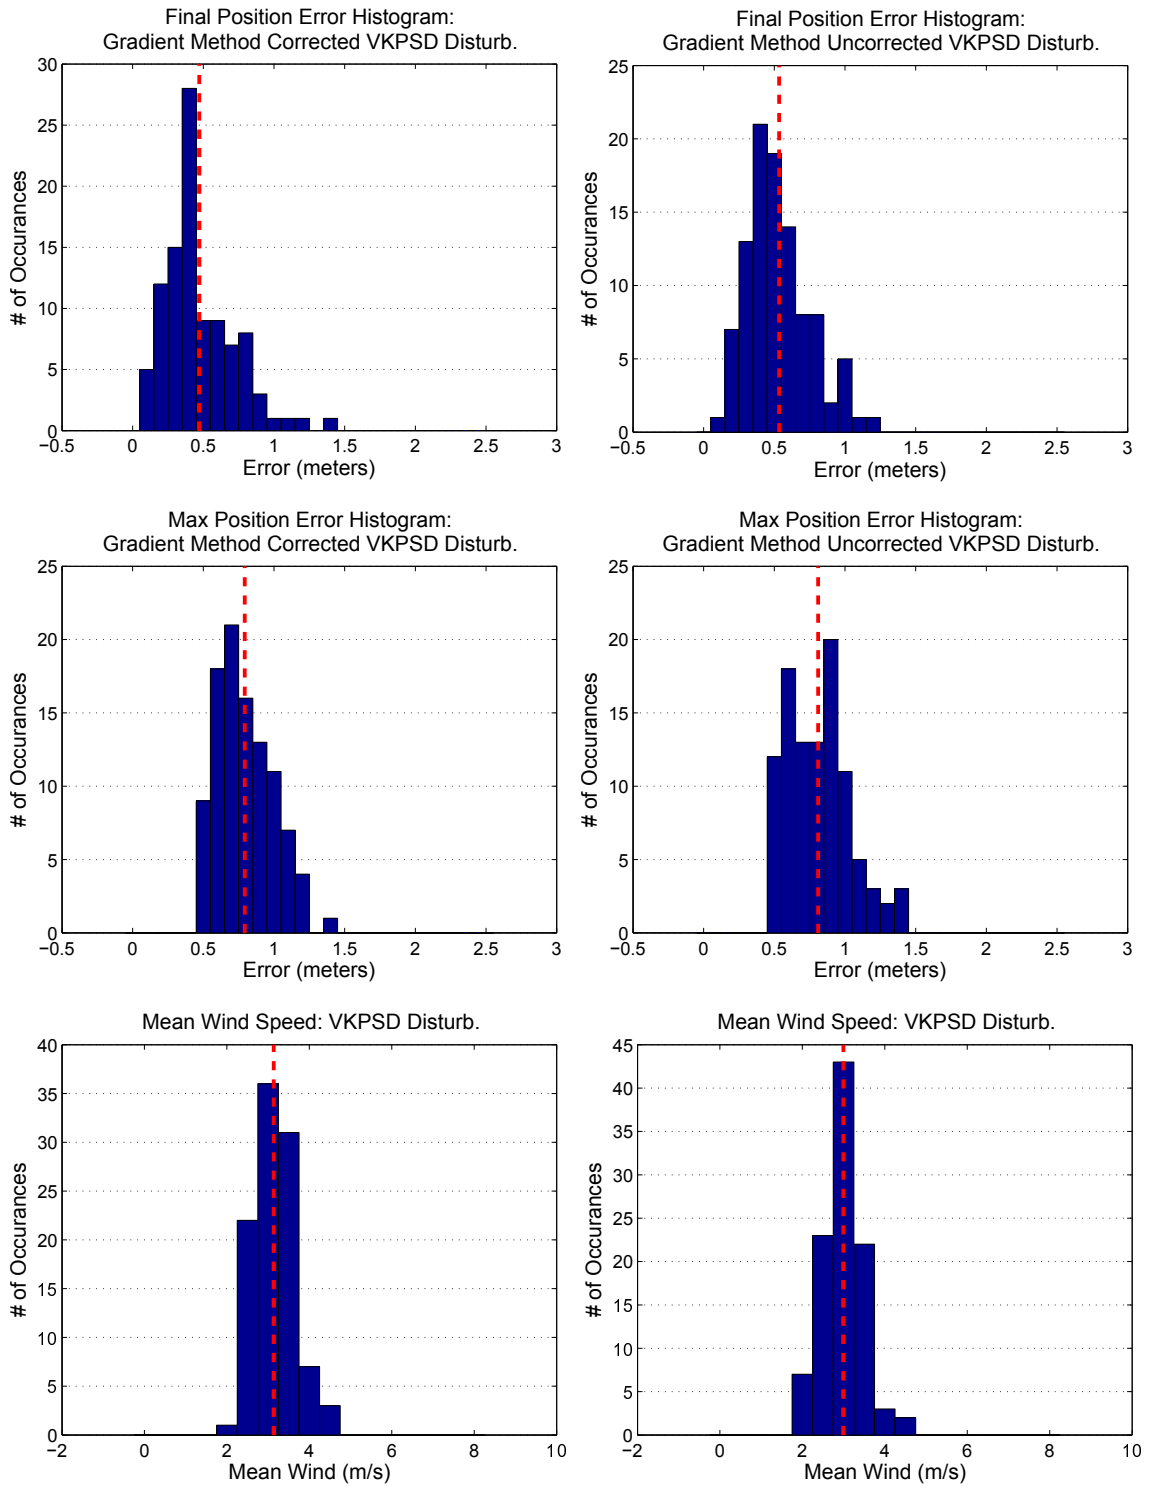 Final Position Error Histogram:
Gradient Method Corrected VKPSD Disturb.
30
25
20
15
10
5
0
# of Occurances
−0.5 0 0.5 1 1.5 2 2.5 3
Error (meters)
Final Position Error Histogram:
Gradient Method Uncorrected VKPSD Disturb.
25
20
15
10
5
0
# of Occurances
−0.5 0 0.5 1 1.5 2 2.5 3
Error (meters)
Max Position Error Histogram:
Gradient Method Corrected VKPSD Disturb.
25
20
15
10
5
0
# of Occurances
−0.5 0 0.5 1 1.5 2 2.5 3
Error (meters)
Max Position Error Histogram:
Gradient Method Uncorrected VKPSD Disturb.
25
20
15
10
5
0
# of Occurances
−0.5 0 0.5 1 1.5 2 2.5 3
Error (meters)
Mean Wind Speed: VKPSD Disturb.
40
35
30
25
20
15
10
5
0
# of Occurances
−2 0 2 4 6 8 10
Mean Wind (m/s)
Mean Wind Speed: VKPSD Disturb.
45
40
35
30
25
20
15
10
5
0
# of Occurances
−2 0 2 4 6 8 10
Mean Wind (m/s)